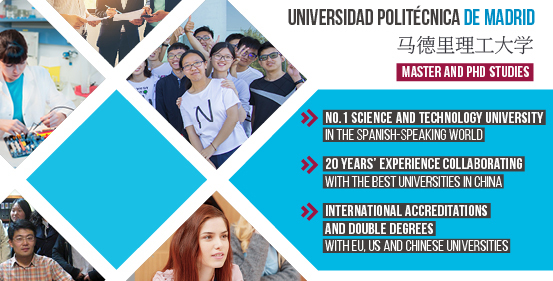 UNIVERSIDAD POLITÉCNICA DE MADRID
马德里理工大学
MASTER AND PHD STUDIES
NO.1 SCIENCE AND TECHNOLOGY UNIVERSITY
IN THE SPANISH-SPEAKING WORLD
20 YEARS' EXPERIENCE COLLABORATING
WITH THE BEST UNIVERSITIES IN CHINA
INTERNATIONAL ACCREDITATIONS
AND DOUBLE DEGREES
WITH EU, US AND CHINESE UNIVERSITIES
N